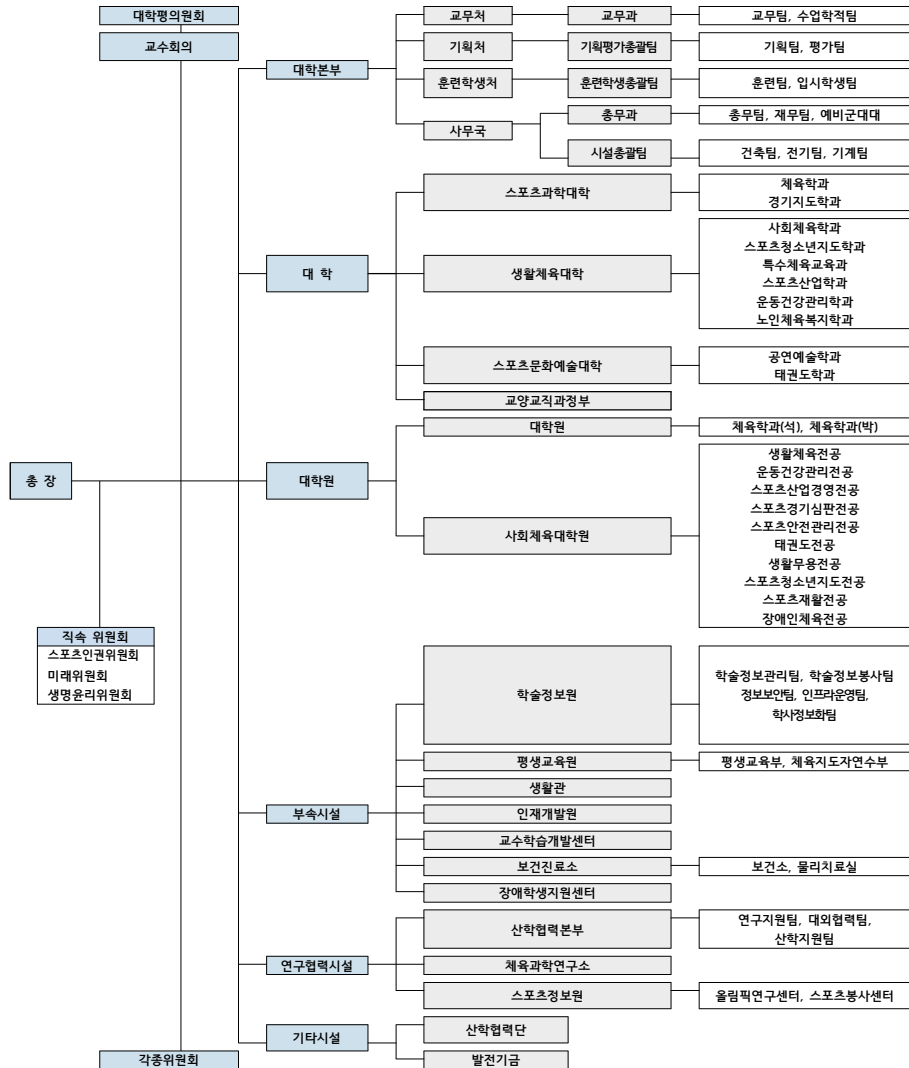 대학평의원회
교수회의
대학본부
교무처
교무과
교무팀, 수업학적팀
기획처
기획평가총괄팀
기획팀, 평가팀
훈련학생처
훈련학생총괄팀
훈련팀, 입시학생팀
사무국
총무과
총무팀, 재무팀, 예비군대대
시설총괄팀
건축팀, 전기팀, 기계팀
대 학
스포츠과학대학
체육학과
경기지도학과
생활체육대학
사회체육학과
스포츠청소년지도학과
특수체육교육과
스포츠산업학과
운동건강관리학과
노인체육복지학과
스포츠문화예술대학
공연예술학과
태권도학과
교양교직과정부
총 장
대학원
대학원
체육학과(석), 체육학과(박)
사회체육대학원
생활체육전공
운동건강관리전공
스포츠산업경영전공
스포츠경기심판전공
스포츠안전관리전공
태권도전공
생활무용전공
스포츠청소년지도전공
스포츠재활전공
장애인체육전공
직속 위원회
스포츠인권위원회
미래위원회
생명윤리위원회
부속시설
학술정보원
학술정보관리팀, 학술정보봉사팀
정보보안팀, 인프라운영팀,
학사정보화팀
평생교육원
평생교육부, 체육지도자연수부
생활관
인재개발원
교수학습개발센터
보건진료소
보건소, 물리치료실
장애학생지원센터
연구협력시설
산학협력본부
연구지원팀, 대외협력팀,
산학지원팀
체육과학연구소
스포츠정보원
올림픽연구센터, 스포츠봉사센터
기타시설
산학협력단
발전기금
각종위원회